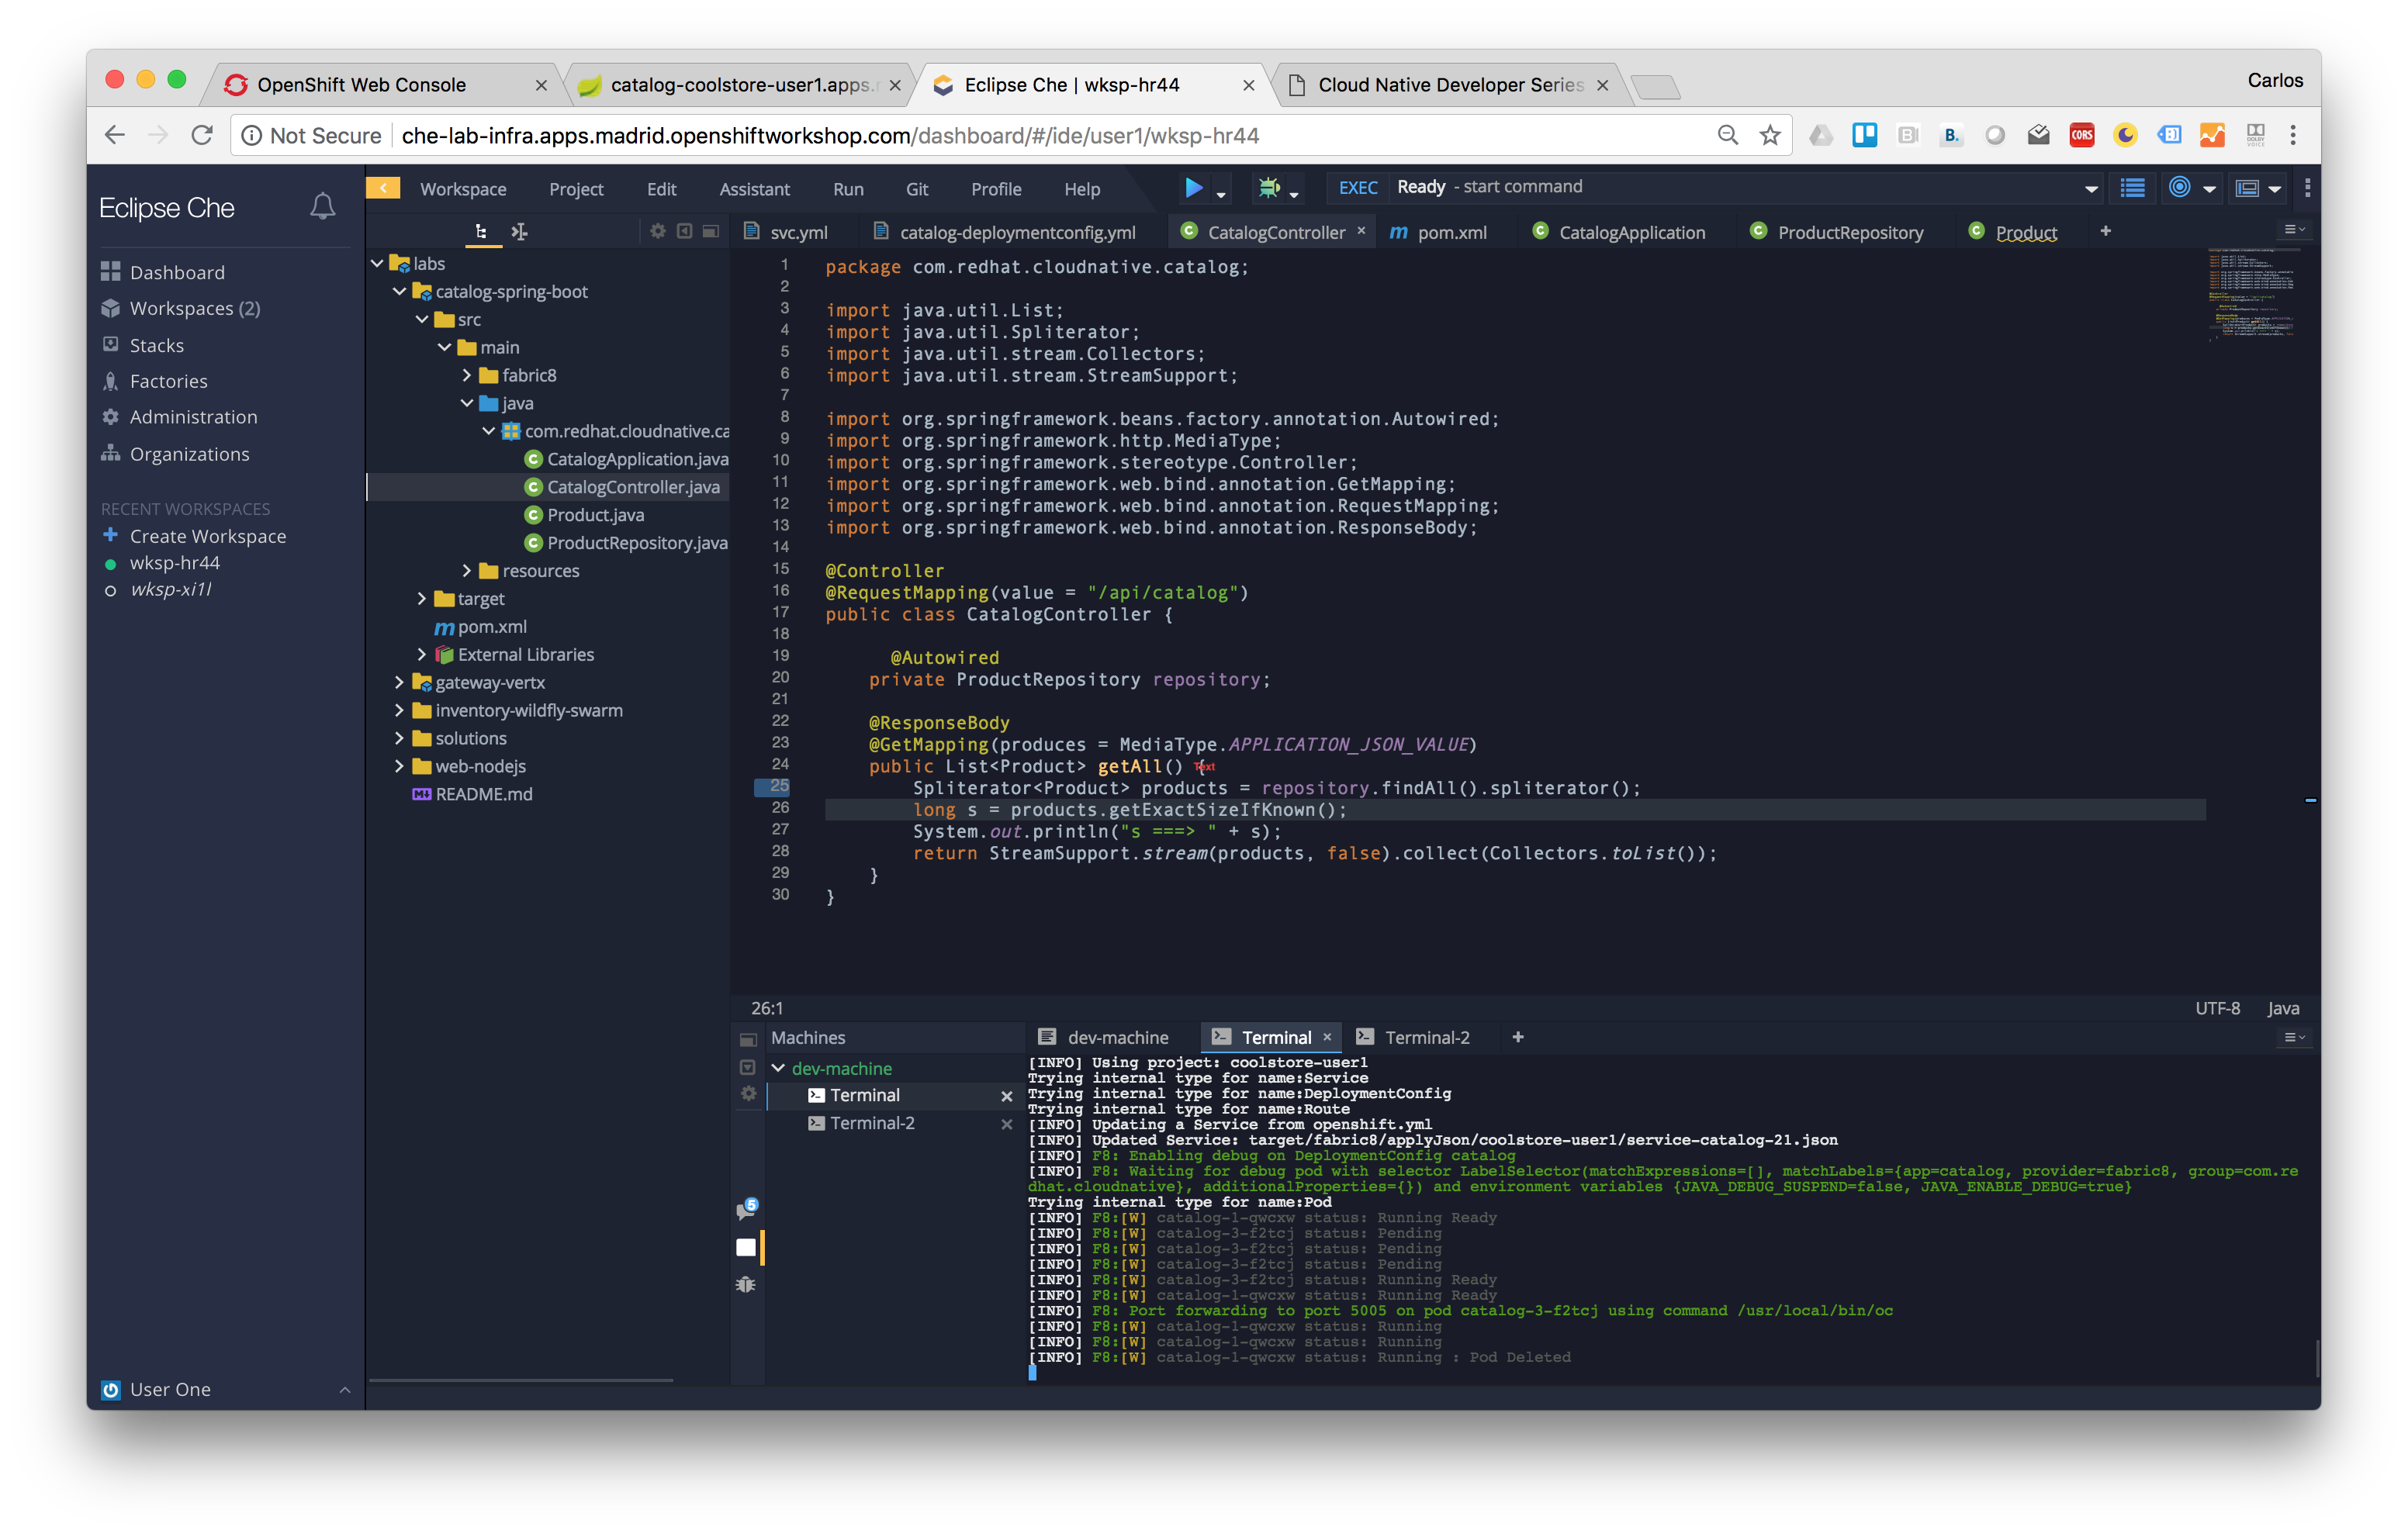 OpenShift Web Console
catalog-coolstore-user1.apps.r
Eclipse Che | wksp-hr44
Cloud Native Developer Series
Carlos
Not Secure
che-lab-infra.apps.madrid.openshiftworkshop.com/dashboard/#/ide/user1/wksp-hr44
Eclipse Che
Dashboard
Workspaces (2)
Stacks
Factories
Administration
Organizations
RECENT WORKSPACES
Create Workspace
wksp-hr44
wksp-xi1l
User One
Workspace Project Edit Assistant Run Git Profile Help
EXEC Ready - start command
labs
catalog-spring-boot
src
main
fabric8
java
com.redhat.cloudnative.ca
CatalogApplication.java
CatalogController.java
Product.java
ProductRepository.java
resources
target
pom.xml
External Libraries
gateway-vertx
inventory-wildfly-swarm
solutions
web-nodejs
README.md
svc.yml catalog-deploymentconfig.yml CatalogController pom.xml CatalogApplication ProductRepository Product
1 package com.redhat.cloudnative.catalog;
2
3 import java.util.List;
4 import java.util.Spliterator;
5 import java.util.stream.Collectors;
6 import java.util.stream.StreamSupport;
7
8 import org.springframework.beans.factory.annotation.Autowired;
9 import org.springframework.http.MediaType;
10 import org.springframework.stereotype.Controller;
11 import org.springframework.web.bind.annotation.GetMapping;
12 import org.springframework.web.bind.annotation.RequestMapping;
13 import org.springframework.web.bind.annotation.ResponseBody;
14
15 @Controller
16 @RequestMapping(value = "/api/catalog")
17 public class CatalogController {
18
19 @Autowired
20 private ProductRepository repository;
21
22 @ResponseBody
23 @GetMapping(produces = MediaType.APPLICATION_JSON_VALUE)
24 public List<Product> getAll() { Text
25 Spliterator<Product> products = repository.findAll().spliterator();
26 long s = products.getExactSizeIfKnown();
27 System.out.println("s ===> " + s);
28 return StreamSupport.stream(products, false).collect(Collectors.toList());
29 }
30 }
26:1
UTF-8 Java
Machines
dev-machine
Terminal
Terminal-2
5
dev-machine Terminal Terminal-2
[INFO] Using project: coolstore-user1
Trying internal type for name:Service
Trying internal type for name:DeploymentConfig
Trying internal type for name:Route
[INFO] Updating a Service from openshift.yml
[INFO] Updated Service: target/fabric8/applyJson/coolstore-user1/service-catalog-21.json
[INFO] F8: Enabling debug on DeploymentConfig catalog
[INFO] F8: Waiting for debug pod with selector LabelSelector(matchExpressions=[], matchLabels={app=catalog, provider=fabric8, group=com.re
dhat.cloudnative}, additionalProperties={}) and environment variables {JAVA_DEBUG_SUSPEND=false, JAVA_ENABLE_DEBUG=true}
Trying internal type for name:Pod
[INFO] F8:[W] catalog-1-qwcxw status: Running Ready
[INFO] F8:[W] catalog-3-f2tcj status: Pending
[INFO] F8:[W] catalog-3-f2tcj status: Pending
[INFO] F8:[W] catalog-3-f2tcj status: Pending
[INFO] F8:[W] catalog-3-f2tcj status: Running Ready
[INFO] F8:[W] catalog-1-qwcxw status: Running Ready
[INFO] F8: Port forwarding to port 5005 on pod catalog-3-f2tcj using command /usr/local/bin/oc
[INFO] F8:[W] catalog-1-qwcxw status: Running
[INFO] F8:[W] catalog-1-qwcxw status: Running
[INFO] F8:[W] catalog-1-qwcxw status: Running : Pod Deleted